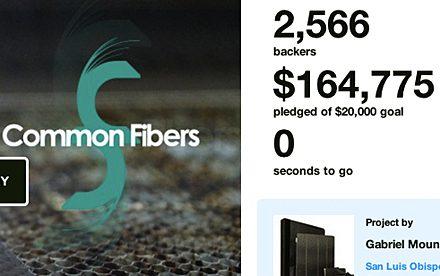 Common Fibers
Y
2,566
backers
$164,775
pledged of $20,000 goal
0
seconds to go
Project by
Gabriel Moun
San Luis Obispo